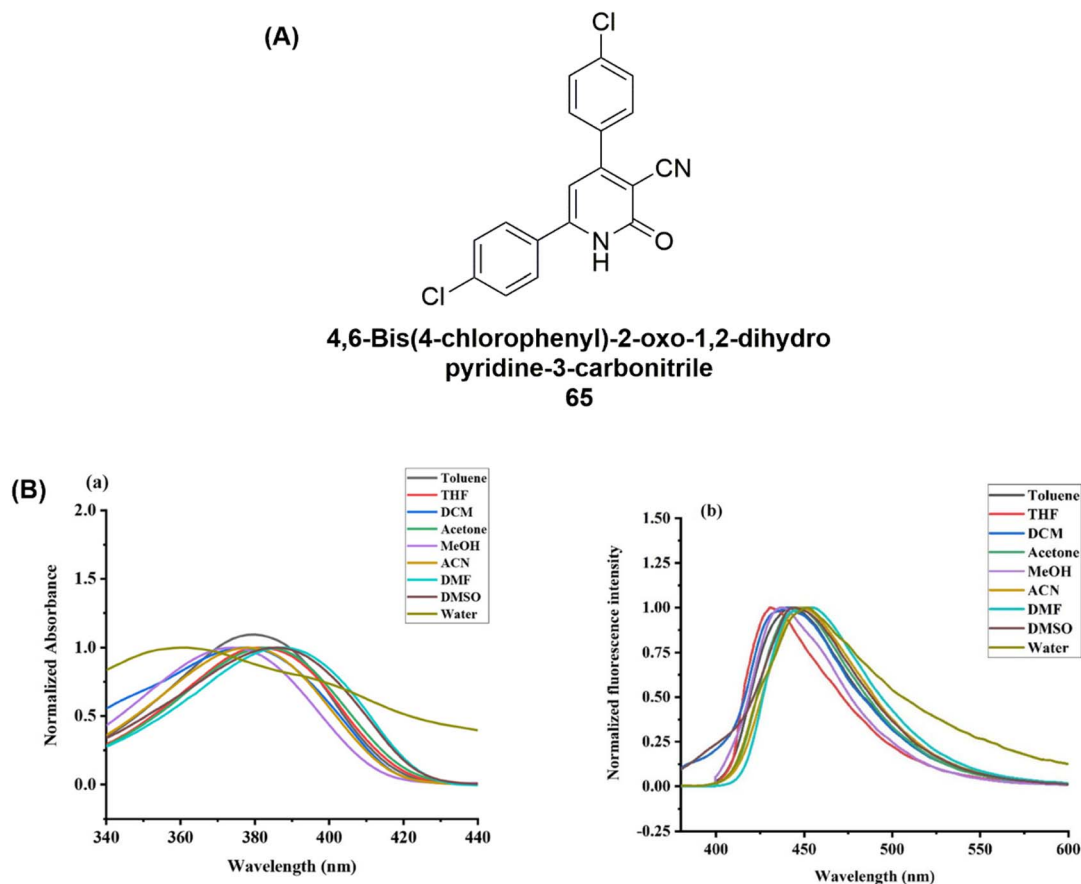 (A)
Cl
CN
N
H
O
Cl
4,6-Bis(4-chlorophenyl)-2-oxo-1,2-dihydro
pyridine-3-carbonitrile
65
(B)
(a)
Toluene
THF
DCM
Acetone
MeOH
ACN
DMF
DMSO
Water
2.0
1.5
1.0
0.5
0.0
Normalized Absorbance
340 360 380 400 420 440
Wavelength (nm)
(b)
Toluene
THF
DCM
Acetone
MeOH
ACN
DMF
DMSO
Water
1.50
1.25
1.00
0.75
0.50
0.25
0.00
-0.25
Normalized fluorescence intensity
400 450 500 550 600
Wavelength (nm)